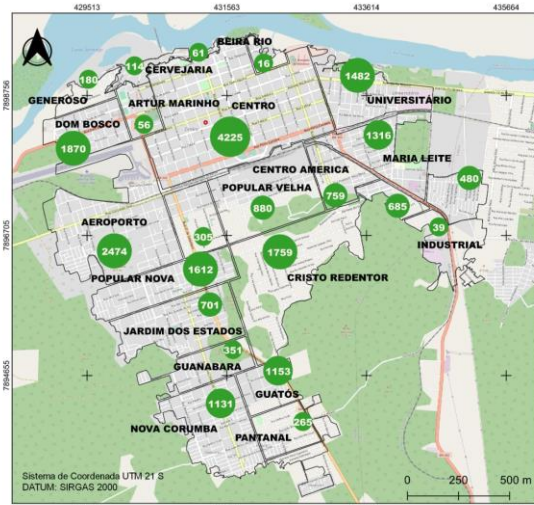 429513
431563
433614
435664
7898756
7896705
7894655
BEIRA RIO
61
114
CERVEJARIA
16
180
1482
GENEROSO
ARTUR MARINHO
CENTRO
UNIVERSITÁRIO
DOM BOSCO
56
4225
1316
1870
MARIA LEITE
CENTRO AMERICA
POPULAR VELHA
480
759
880
685
AEROPORTO
305
39
2474
1759
INDUSTRIAL
1612
POPULAR NOVA
CRISTO REDENTOR
701
JARDIM DOS ESTADOS
351
GUANABARA
1153
GUATÓS
1131
265
NOVA CORUMBA
PANTANAL
Sistema de Coordenada UTM 21 S
DATUM: SIRGAS 2000
0 250 500 m